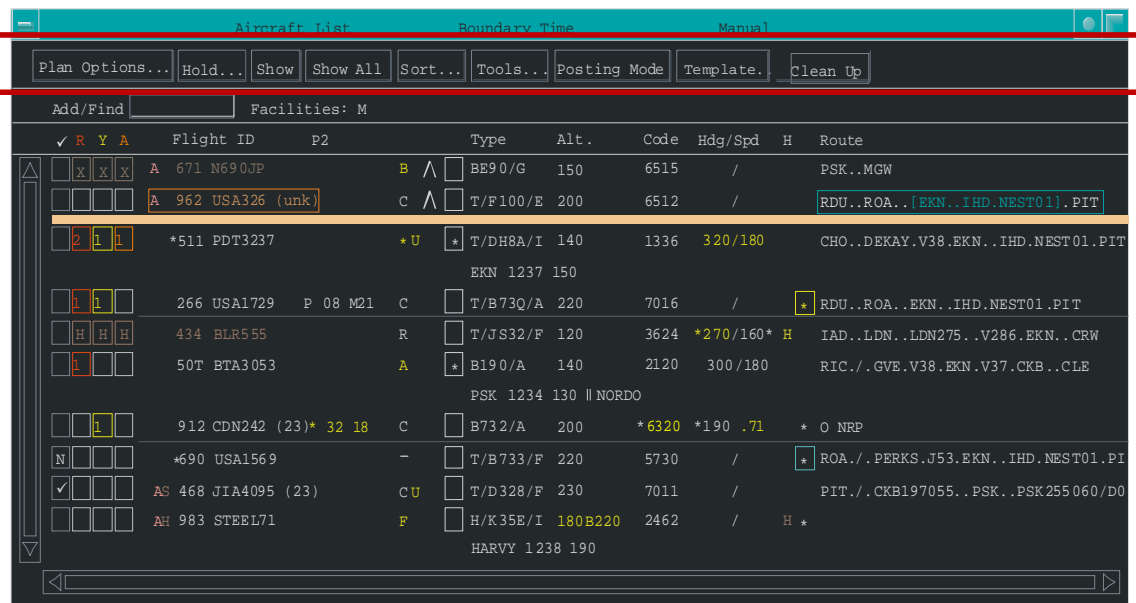 Aircraft List Boundary Time Manual
Plan Options... Hold... Show Show All Sort... Tools... Posting Mode Template.. Clean Up
Add/Find Facilities: M
✓ R Y A Flight ID P2 Type Alt. Code Hdg/Spd H Route
X X X A 671 N690JP B BE90/G 150 6515 / PSK..MGW
A 962 USA326 (unk) C T/F100/E 200 6512 / RDU..ROA..[EKN..IHD.NEST01].PIT
2 1 1 *511 PDT3237 *U * T/DH8A/I 140 1336 320/180 CHO..DEKAY.V38.EKN..IHD.NEST01.PIT
EKN 1237 150
1 1 266 USA1729 P 08 M21 C T/B73Q/A 220 7016 / * RDU..ROA..EKN..IHD.NEST01.PIT
H H H 434 BLR555 R T/JS32/F 120 3624 *270/160* H IAD..LDN..LDN275..V286.EKN..CRW
1 50T BTA3053 A * B190/A 140 2120 300/180 RIC./.GVE.V38.EKN.V37.CKB..CLE
PSK 1234 130 ‖ NORDO
1 912 CDN242 (23)* 32 18 C B732/A 200 *6320 *190 .71 * O NRP
N *690 USA1569 – T/B733/F 220 5730 / * ROA./.PERKS.J53.EKN..IHD.NEST01.PI
✓ AS 468 JIA4095 (23) CU T/D328/F 230 7011 / PIT./.CKB197055..PSK..PSK255060/D0
AH 983 STEEL71 F H/K35E/I 180B220 2462 / H *
HARVY 1238 190